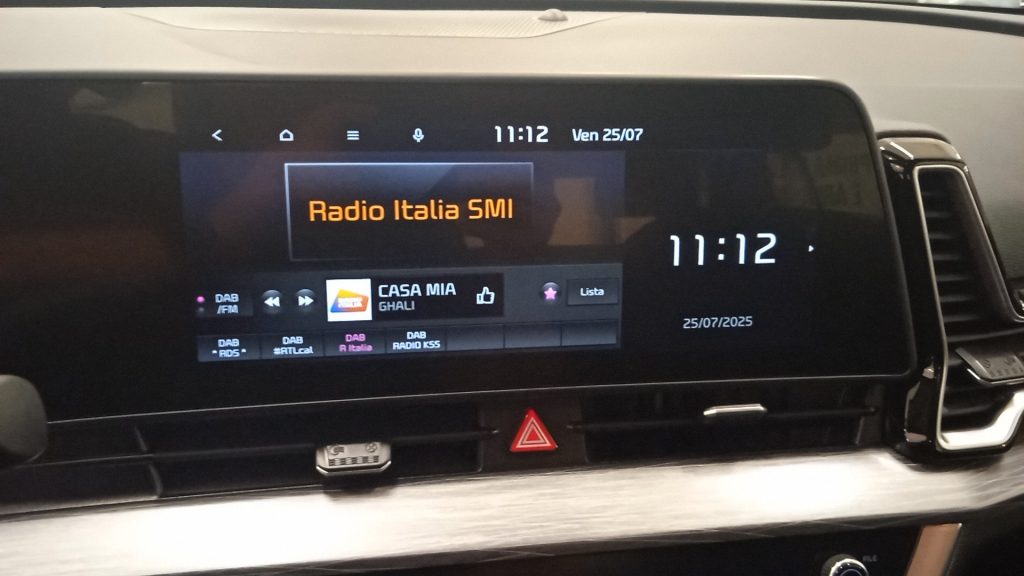 11:12 Ven 25/07
Radio Italia SMI
11:12
25/07/2025
DAB
/FM
CASA MIA
GHALI
Lista
DAB
* RDS *
DAB
#RTLcal
DAB
R Italia
DAB
RADIO KSS